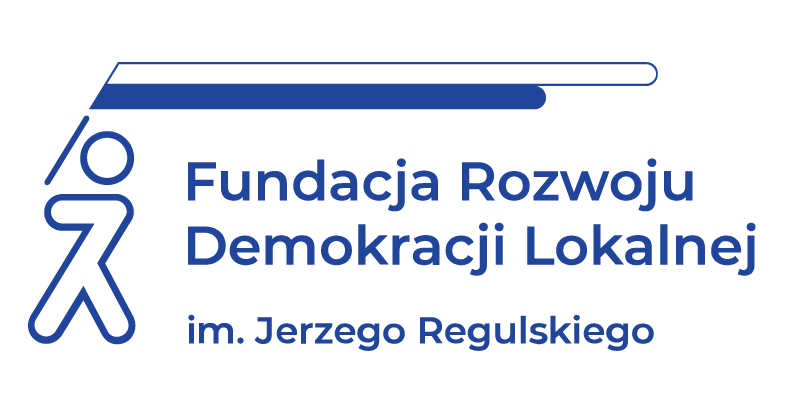 Fundacja Rozwoju
Demokracji Lokalnej
im. Jerzego Regulskiego